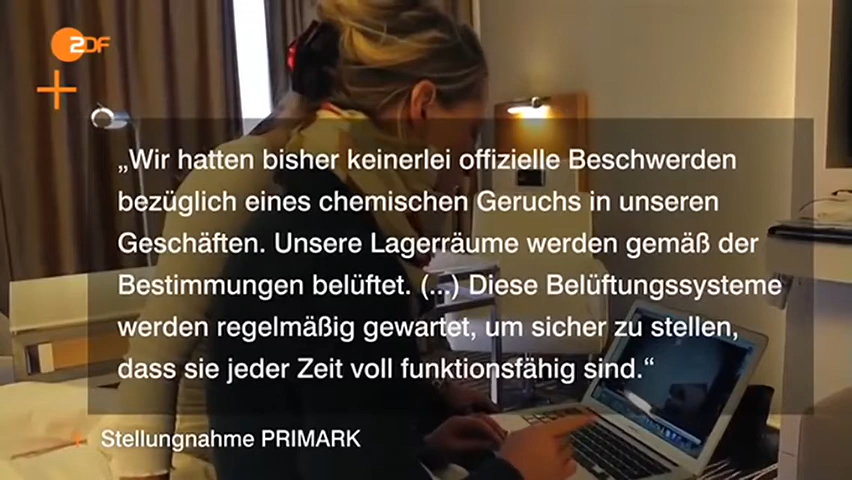 ZDF
„Wir hatten bisher keinerlei offizielle Beschwerden
bezüglich eines chemischen Geruchs in unseren
Geschäften. Unsere Lagerräume werden gemäß der
Bestimmungen belüftet. (...) Diese Belüftungssysteme
werden regelmäßig gewartet, um sicher zu stellen,
dass sie jeder Zeit voll funktionsfähig sind.“
Stellungnahme PRIMARK